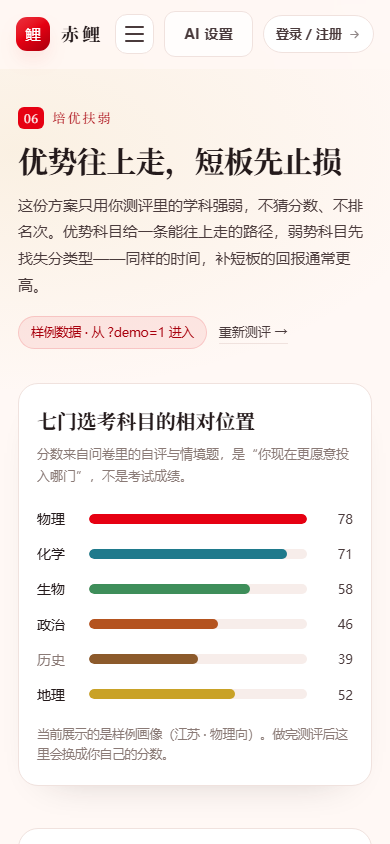 鲤 赤鲤 AI 设置 登录 / 注册 →
06 培优扶弱
优势往上走，短板先止损
这份方案只用你测评里的学科强弱，不猜分数、不排
名次。优势科目给一条能往上走的路径，弱势科目先
找失分类型——同样的时间，补短板的回报通常更
高。
样例数据 · 从 ?demo=1 进入 重新测评 →
七门选考科目的相对位置
分数来自问卷里的自评与情境题，是“你现在更愿意投
入哪门”，不是考试成绩。
物理 78
化学 71
生物 58
政治 46
历史 39
地理 52
当前展示的是样例画像（江苏 · 物理向）。做完测评后这
里会换成你自己的分数。